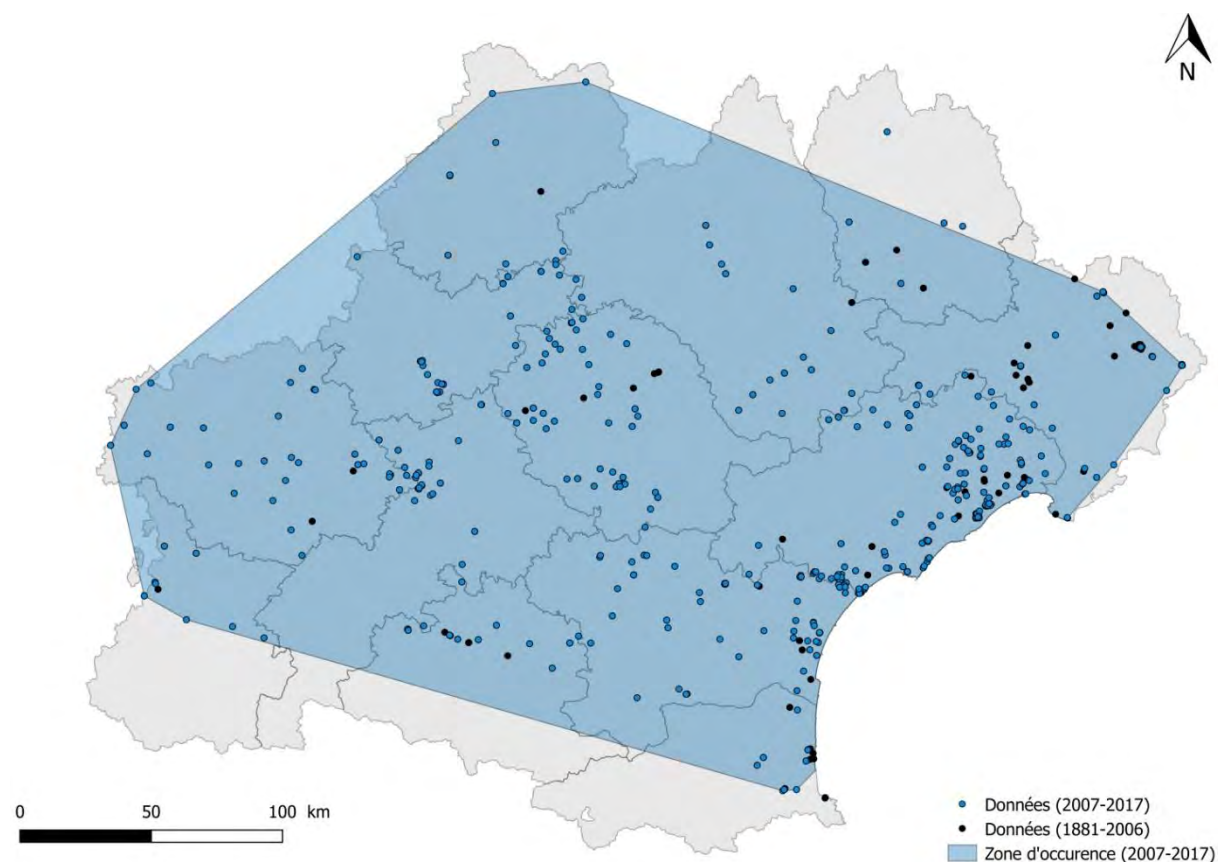 N
0 50 100 km
Données (2007-2017)
Données (1881-2006)
Zone d'occurence (2007-2017)